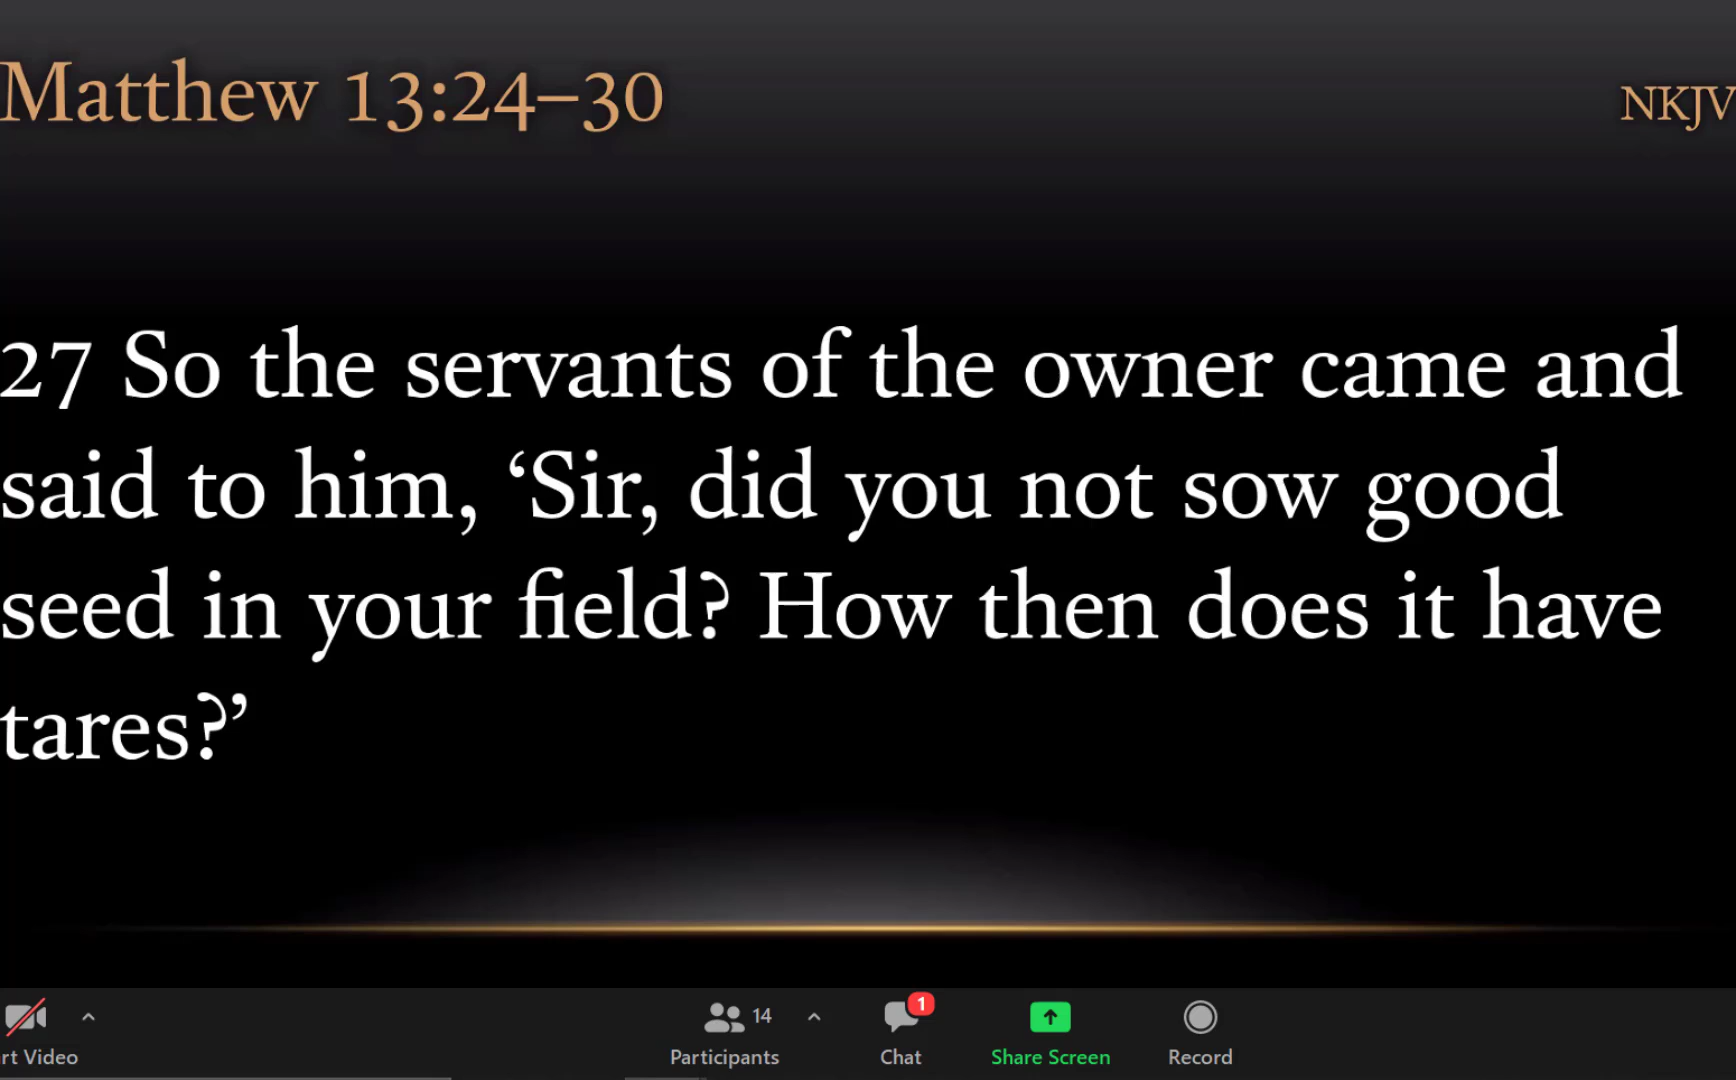 Matthew 13:24–30
NKJV
27 So the servants of the owner came and
said to him, ‘Sir, did you not sow good
seed in your field? How then does it have
tares?’
rt Video
14
Participants
1
Chat
Share Screen
Record